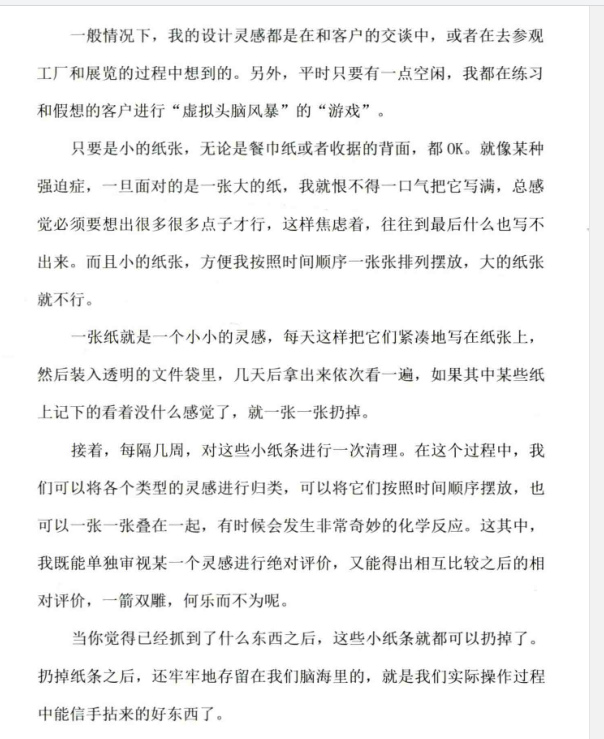 一般情况下，我的设计灵感都是在和客户的交谈中，或者在去参观
工厂和展览的过程中想到的。另外，平时只要有一点空闲，我都在练习
和假想的客户进行“虚拟头脑风暴”的“游戏”。
只要是小的纸张，无论是餐巾纸或者收据的背面，都 OK。就像某种
强迫症，一旦面对的是一张大的纸，我就恨不得一口气把它写满，总感
觉必须要想出很多很多点子才行，这样焦虑着，往往到最后什么也写不
出来。而且小的纸张，方便我按照时间顺序一张张排列摆放，大的纸张
就不行。
一张纸就是一个小小的灵感，每天这样把它们紧凑地写在纸张上，
然后装入透明的文件袋里，几天后拿出来依次看一遍，如果其中某些纸
上记下的看着没什么感觉了，就一张一张扔掉。
接着，每隔几周，对这些小纸条进行一次清理。在这个过程中，我
们可以将各个类型的灵感进行归类，可以将它们按照时间顺序摆放，也
可以一张一张叠在一起，有时候会发生非常奇妙的化学反应。这其中，
我既能单独审视某一个灵感进行绝对评价，又能得出相互比较之后的相
对评价，一箭双雕，何乐而不为呢。
当你觉得已经抓到了什么东西之后，这些小纸条就都可以扔掉了。
扔掉纸条之后，还牢牢地存留在我们脑海里的，就是我们实际操作过程
中能信手拈来的好东西了。